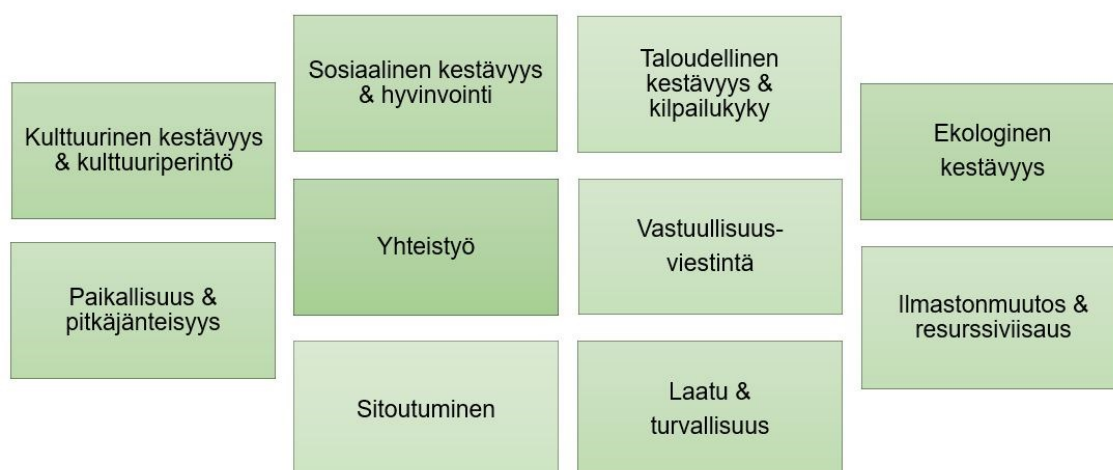 Kulttuurinen kestävyys
& kulttuuriperintö
Paikallisuus &
pitkäjänteisyys
Sosiaalinen kestävyys
& hyvinvointi
Yhteistyö
Sitoutuminen
Taloudellinen
kestävyys &
kilpailukyky
Vastuullisuus-
viestintä
Laatu &
turvallisuus
Ekologinen
kestävyys
Ilmastonmuutos &
resurssiviisaus